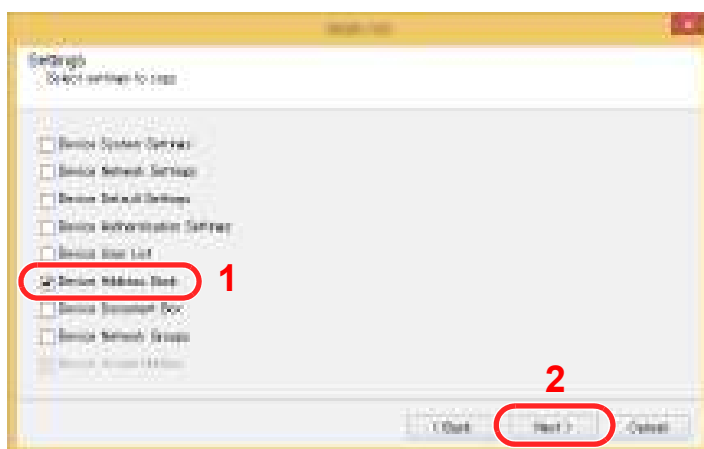 Settings
Select settings to copy
Device System Settings
Device Network Settings
Device Default Settings
Device Authentication Settings
Device User List
Device Address Book
1
Device Document Box
Device Network Groups
2
< Back
Next >
Cancel